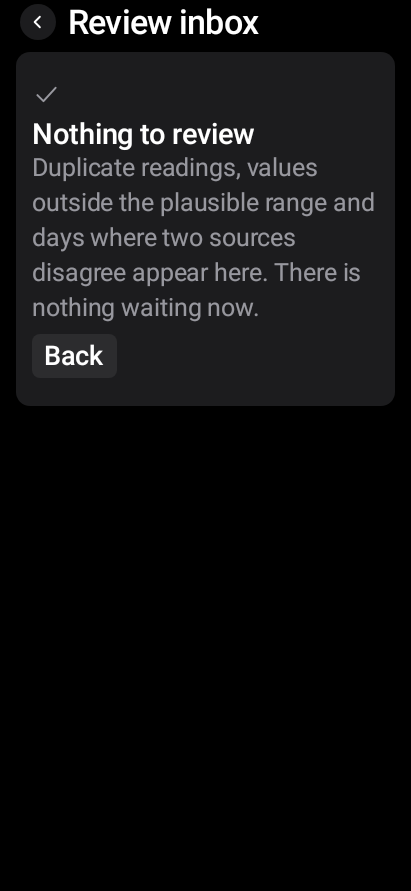 Review inbox
Nothing to review
Duplicate readings, values
outside the plausible range and
days where two sources
disagree appear here. There is
nothing waiting now.
Back